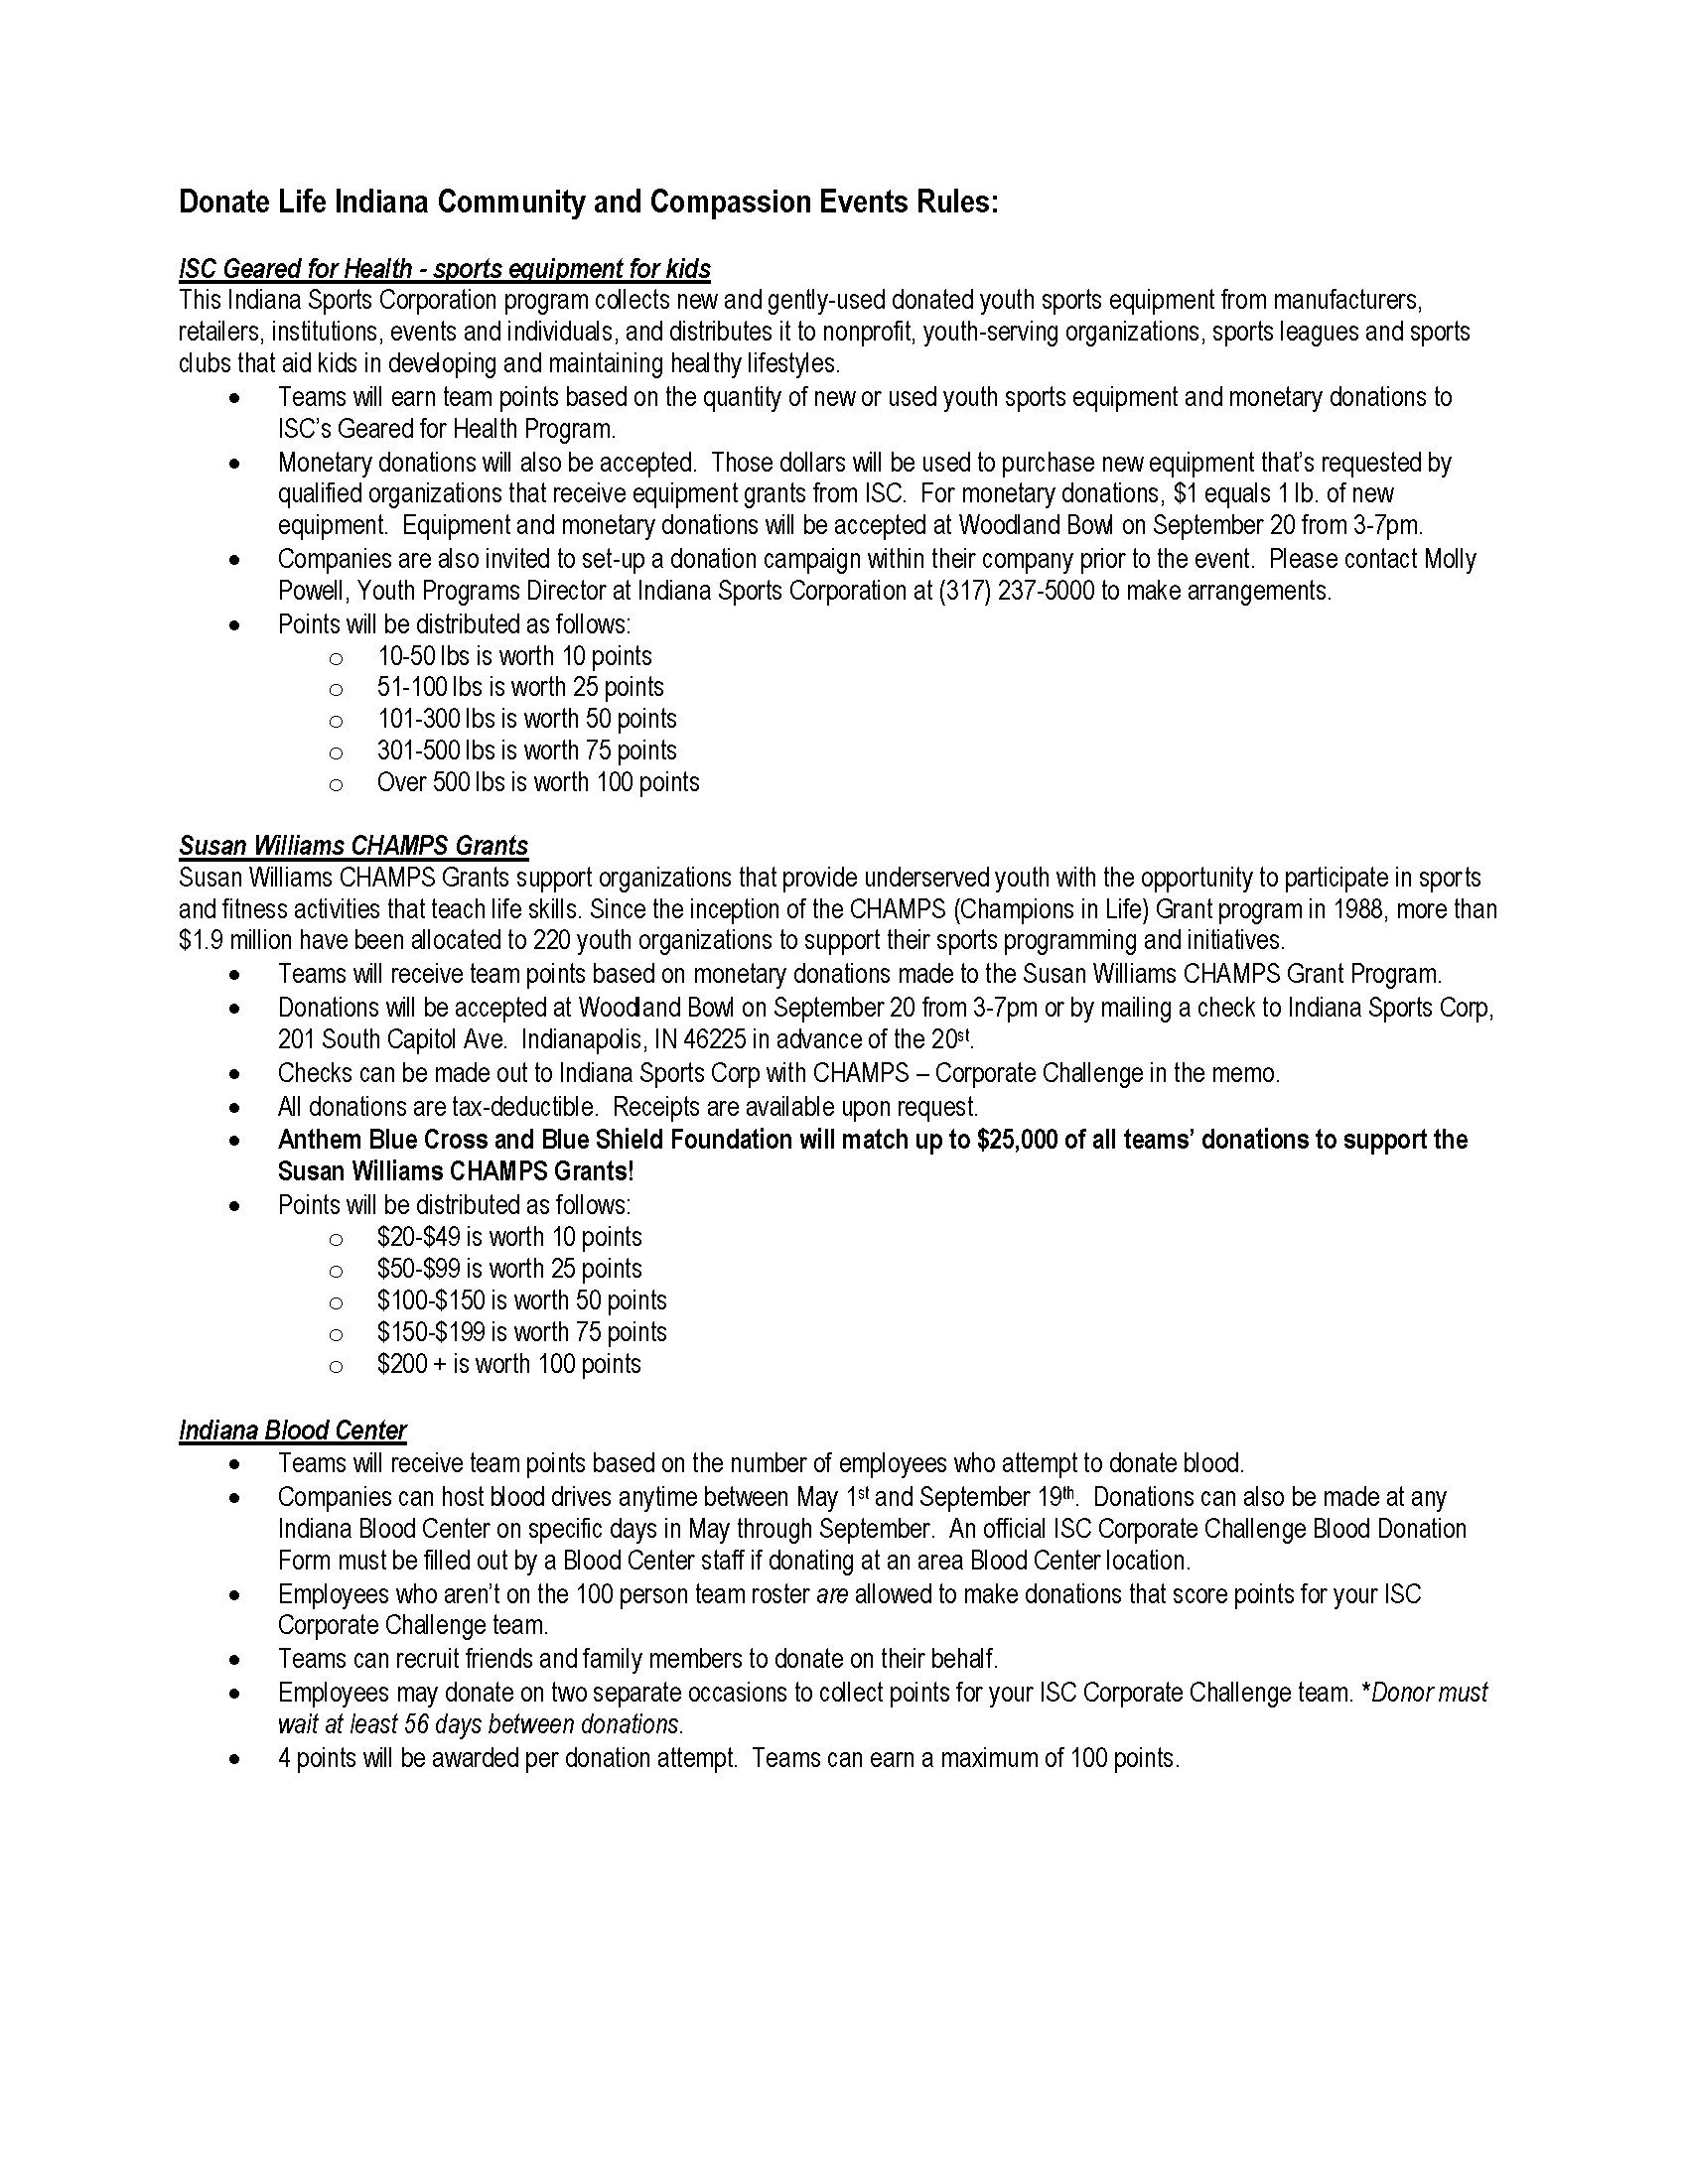 Donate Life Indiana Community and Compassion Events Rules:
ISC Geared for Health - sports equipment for kids
This Indiana Sports Corporation program collects new and gently-used donated youth sports equipment from manufacturers,
retailers, institutions, events and individuals, and distributes it to nonprofit, youth-serving organizations, sports leagues and sports
clubs that aid kids in developing and maintaining healthy lifestyles.
• Teams will earn team points based on the quantity of new or used youth sports equipment and monetary donations to
ISC’s Geared for Health Program.
• Monetary donations will also be accepted. Those dollars will be used to purchase new equipment that’s requested by
qualified organizations that receive equipment grants from ISC. For monetary donations, $1 equals 1 lb. of new
equipment. Equipment and monetary donations will be accepted at Woodland Bowl on September 20 from 3-7pm.
• Companies are also invited to set-up a donation campaign within their company prior to the event. Please contact Molly
Powell, Youth Programs Director at Indiana Sports Corporation at (317) 237-5000 to make arrangements.
• Points will be distributed as follows:
o 10-50 lbs is worth 10 points
o 51-100 lbs is worth 25 points
o 101-300 lbs is worth 50 points
o 301-500 lbs is worth 75 points
o Over 500 lbs is worth 100 points
Susan Williams CHAMPS Grants
Susan Williams CHAMPS Grants support organizations that provide underserved youth with the opportunity to participate in sports
and fitness activities that teach life skills. Since the inception of the CHAMPS (Champions in Life) Grant program in 1988, more than
$1.9 million have been allocated to 220 youth organizations to support their sports programming and initiatives.
• Teams will receive team points based on monetary donations made to the Susan Williams CHAMPS Grant Program.
• Donations will be accepted at Woodland Bowl on September 20 from 3-7pm or by mailing a check to Indiana Sports Corp,
201 South Capitol Ave. Indianapolis, IN 46225 in advance of the 20st.
• Checks can be made out to Indiana Sports Corp with CHAMPS – Corporate Challenge in the memo.
• All donations are tax-deductible. Receipts are available upon request.
• Anthem Blue Cross and Blue Shield Foundation will match up to $25,000 of all teams’ donations to support the
Susan Williams CHAMPS Grants!
• Points will be distributed as follows:
o $20-$49 is worth 10 points
o $50-$99 is worth 25 points
o $100-$150 is worth 50 points
o $150-$199 is worth 75 points
o $200 + is worth 100 points
Indiana Blood Center
• Teams will receive team points based on the number of employees who attempt to donate blood.
• Companies can host blood drives anytime between May 1st and September 19th. Donations can also be made at any
Indiana Blood Center on specific days in May through September. An official ISC Corporate Challenge Blood Donation
Form must be filled out by a Blood Center staff if donating at an area Blood Center location.
• Employees who aren’t on the 100 person team roster are allowed to make donations that score points for your ISC
Corporate Challenge team.
• Teams can recruit friends and family members to donate on their behalf.
• Employees may donate on two separate occasions to collect points for your ISC Corporate Challenge team. *Donor must
wait at least 56 days between donations.
• 4 points will be awarded per donation attempt. Teams can earn a maximum of 100 points.